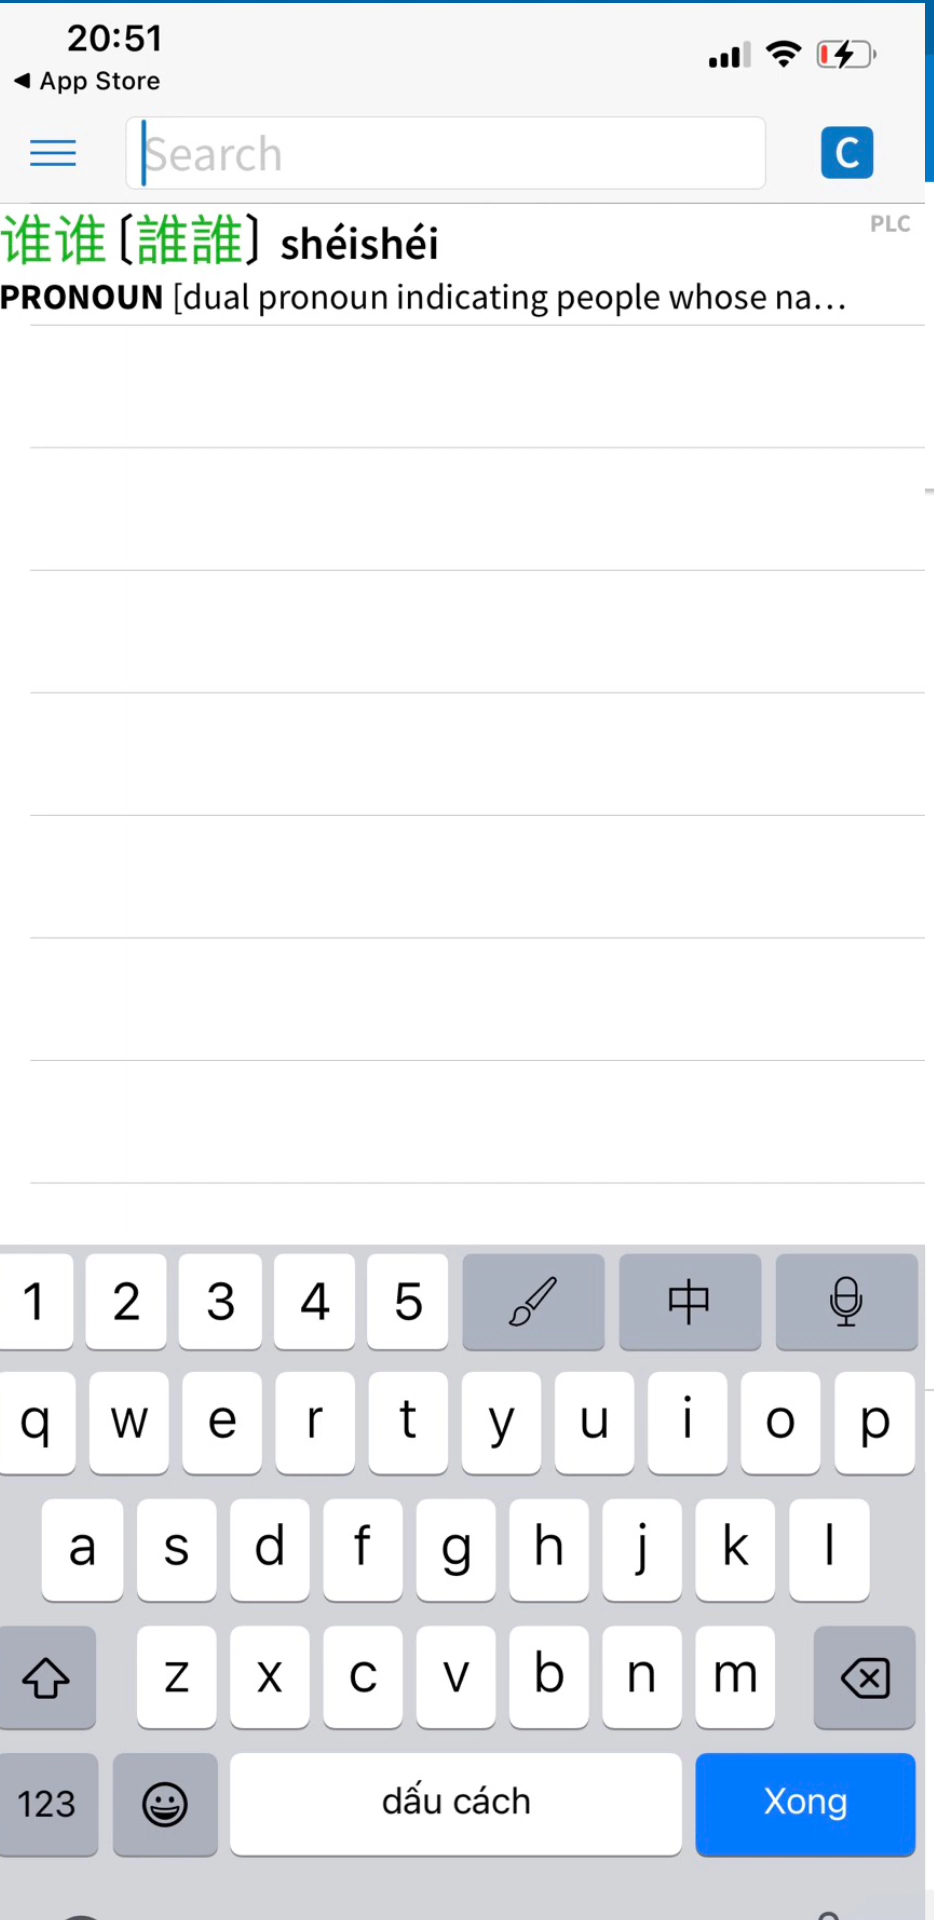 20:51
◀ App Store
Search
C
谁谁〔誰誰〕 shéishéi
PLC
PRONOUN [dual pronoun indicating people whose na...
1 2 3 4 5 中
q w e r t y u i o p
a s d f g h j k l
z x c v b n m
123 dấu cách Xong